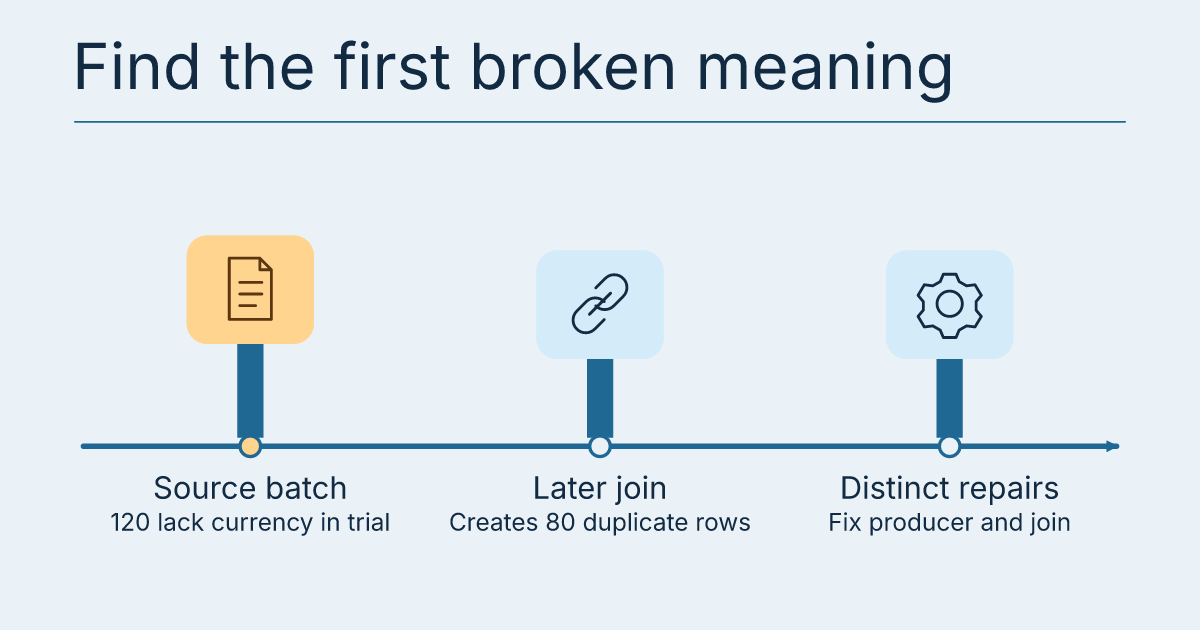 Find the first broken meaning
Source batch
120 lack currency in trial
Later join
Creates 80 duplicate rows
Distinct repairs
Fix producer and join